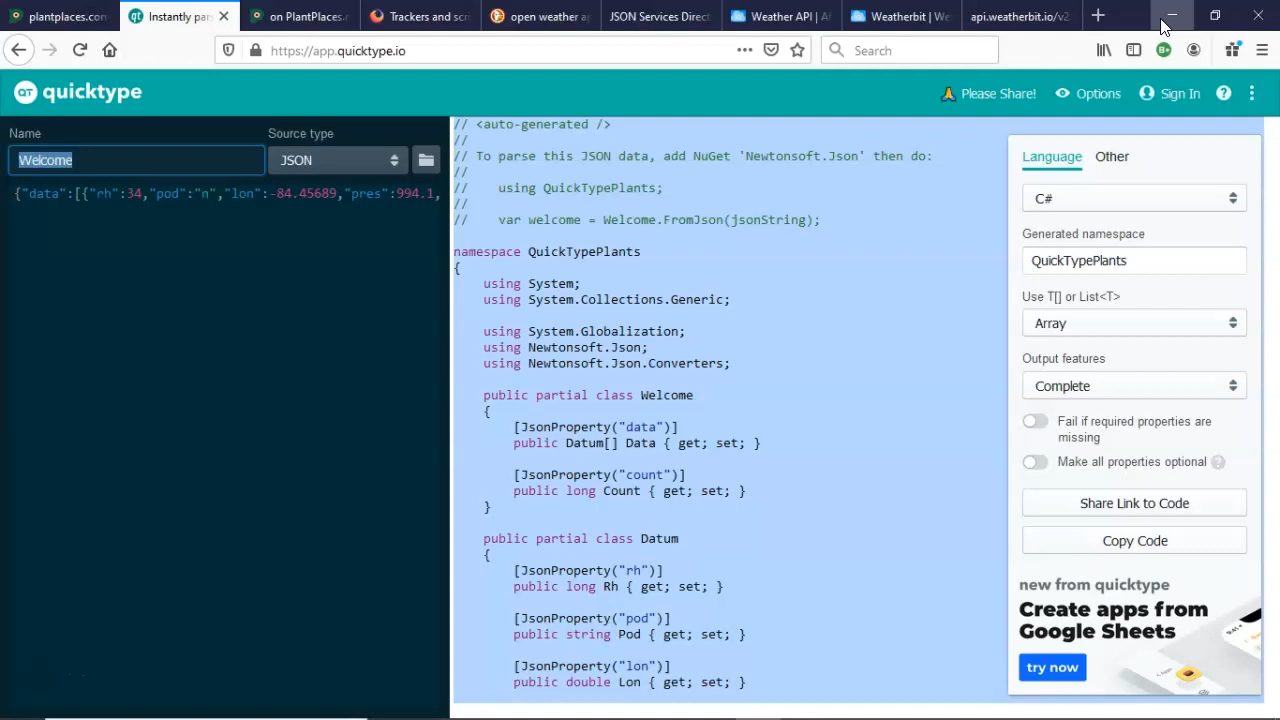 plantplaces.com
Instantly par
on PlantPlaces.r
Trackers and scr
open weather ap
JSON Services Direct
Weather API | A
Weatherbit | We
api.weatherbit.io/v2
https://app.quicktype.io
Search
quicktype
Please Share!
Options
Sign In
Name
Source type
Welcome
JSON
{"data":[{"rh":34,"pod":"n","lon":-84.45689,"pres":994.1,
// <auto-generated />
//
// To parse this JSON data, add NuGet 'Newtonsoft.Json' then do:
//
//    using QuickTypePlants;
//
//    var welcome = Welcome.FromJson(jsonString);
namespace QuickTypePlants
{
using System;
using System.Collections.Generic;
using System.Globalization;
using Newtonsoft.Json;
using Newtonsoft.Json.Converters;
public partial class Welcome
{
[JsonProperty("data")]
public Datum[] Data { get; set; }
[JsonProperty("count")]
public long Count { get; set; }
}
public partial class Datum
{
[JsonProperty("rh")]
public long Rh { get; set; }
[JsonProperty("pod")]
public string Pod { get; set; }
[JsonProperty("lon")]
public double Lon { get; set; }
Language
Other
C#
Generated namespace
QuickTypePlants
Use T[] or List<T>
Array
Output features
Complete
Fail if required properties are
missing
Make all properties optional
Share Link to Code
Copy Code
new from quicktype
Create apps from
Google Sheets
try now